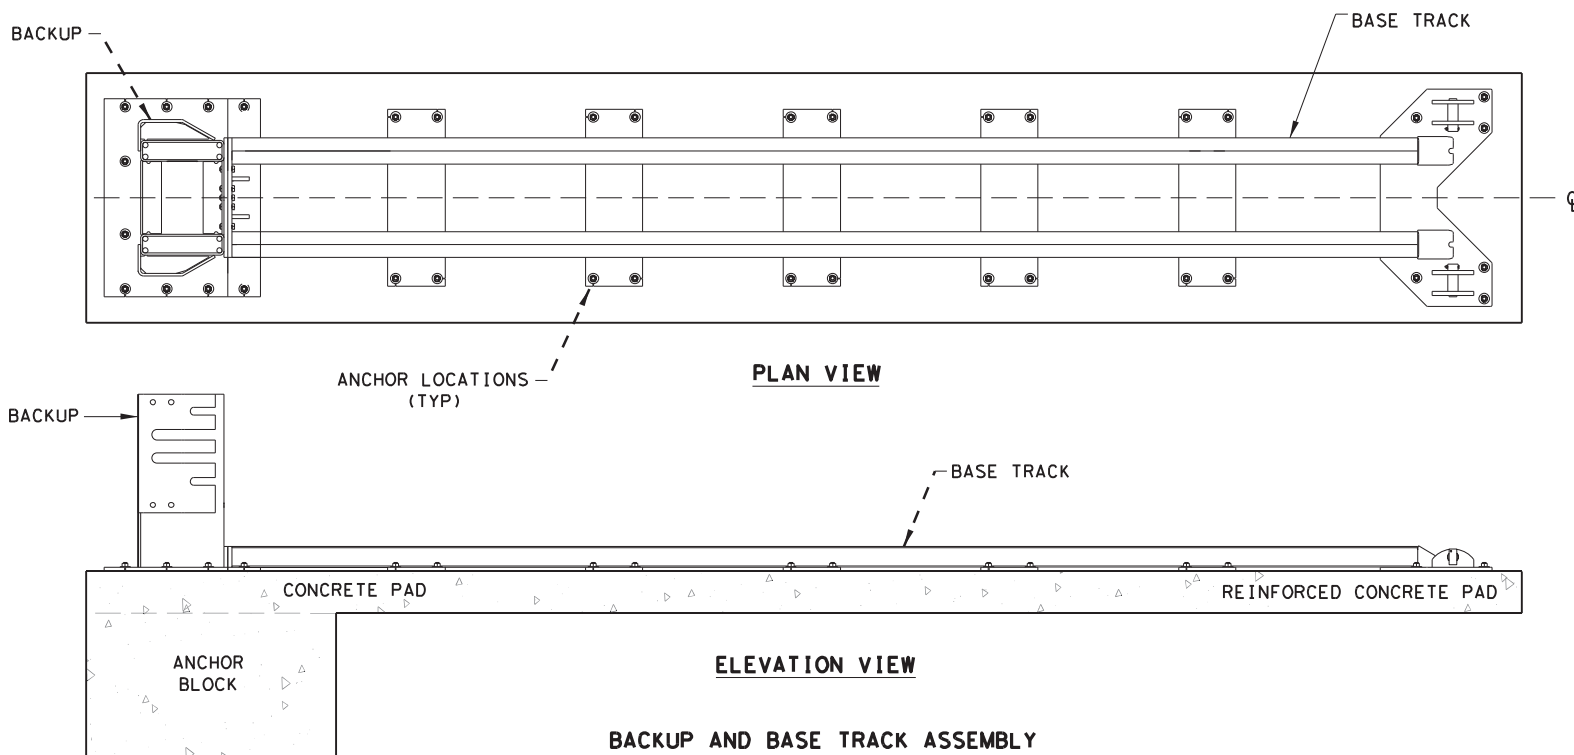 BACKUP
BASE TRACK
ANCHOR LOCATIONS
(TYP)
PLAN VIEW
BACKUP
BASE TRACK
CONCRETE PAD
REINFORCED CONCRETE PAD
ANCHOR
BLOCK
ELEVATION VIEW
BACKUP AND BASE TRACK ASSEMBLY